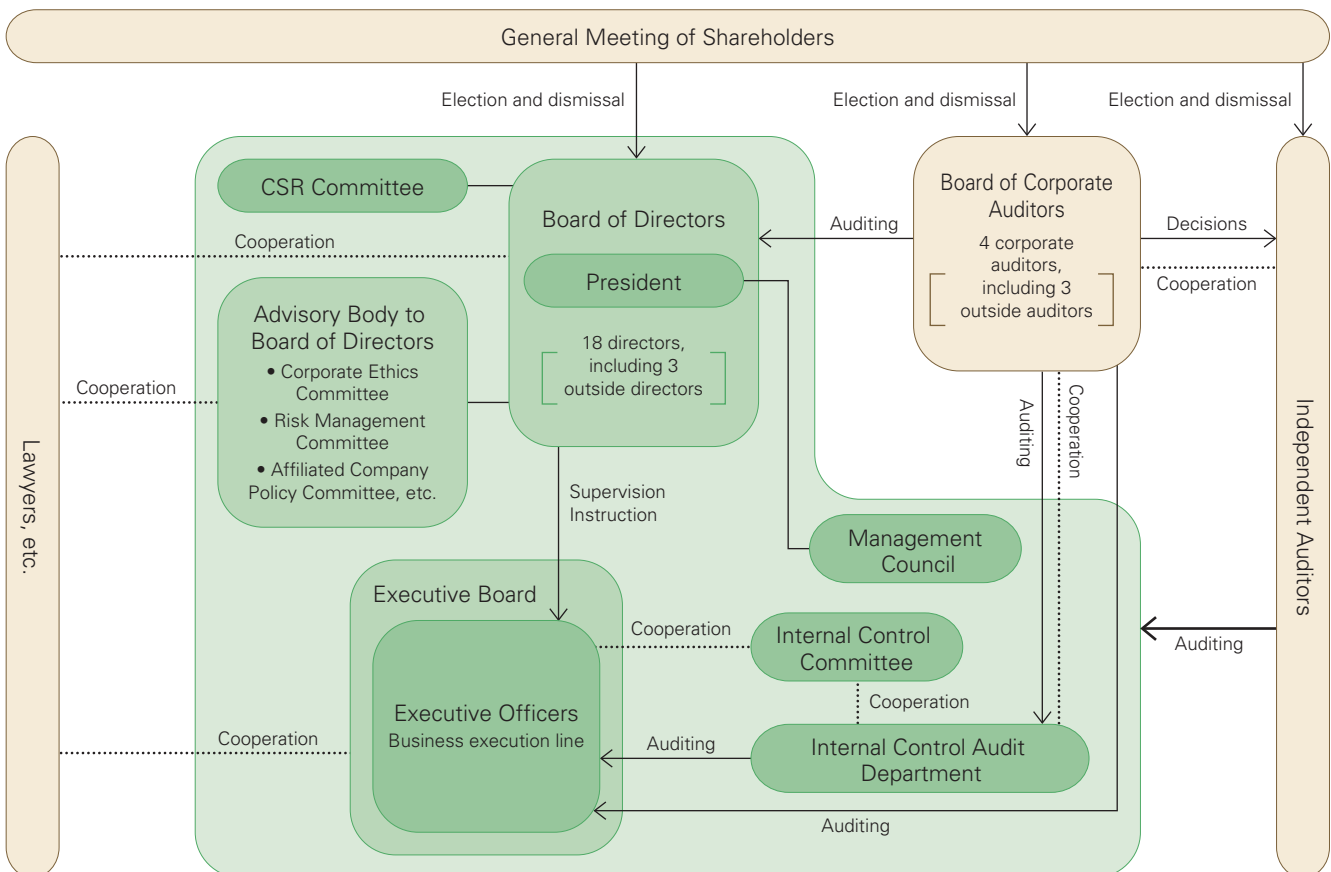 General Meeting of Shareholders
Election and dismissal
Election and dismissal
Election and dismissal
CSR Committee
Board of Directors
President
18 directors,
including 3
outside directors
Board of Corporate
Auditors
4 corporate
auditors,
including 3
outside auditors
Auditing
Decisions
Cooperation
Cooperation
Advisory Body to
Board of Directors
• Corporate Ethics
Committee
• Risk Management
Committee
• Affiliated Company
Policy Committee, etc.
Cooperation
Lawyers, etc.
Independent Auditors
Auditing
Cooperation
Supervision
Instruction
Management
Council
Executive Board
Executive Officers
Business execution line
Cooperation
Internal Control
Committee
Cooperation
Auditing
Internal Control Audit
Department
Auditing
Auditing
Cooperation